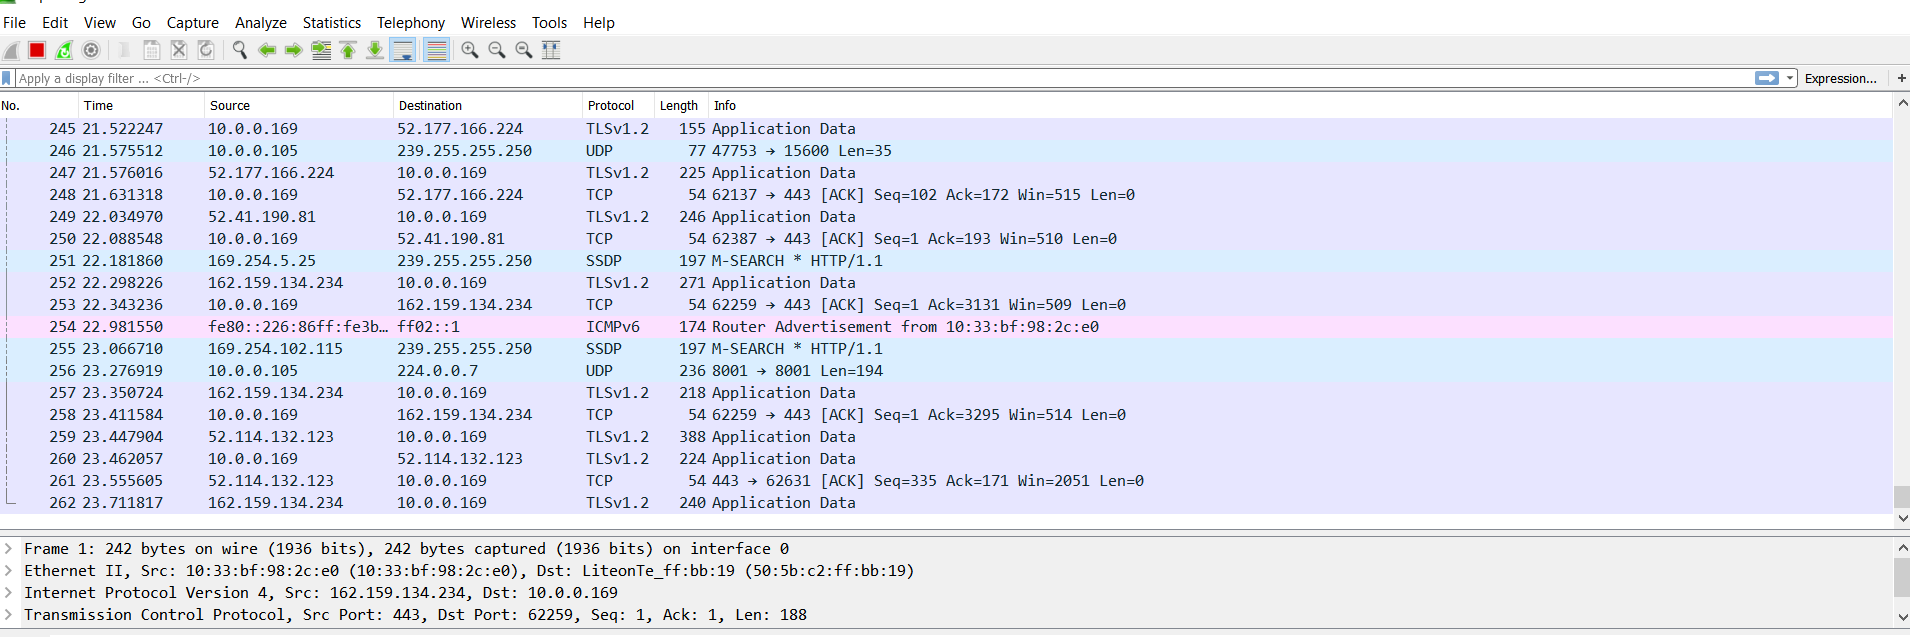 File Edit View Go Capture Analyze Statistics Telephony Wireless Tools Help
Apply a display filter ... <Ctrl-/> Expression... +
No. Time Source Destination Protocol Length Info
245 21.522247 10.0.0.169 52.177.166.224 TLSv1.2 155 Application Data
246 21.575512 10.0.0.105 239.255.255.250 UDP 77 47753 → 15600 Len=35
247 21.576016 52.177.166.224 10.0.0.169 TLSv1.2 225 Application Data
248 21.631318 10.0.0.169 52.177.166.224 TCP 54 62137 → 443 [ACK] Seq=102 Ack=172 Win=515 Len=0
249 22.034970 52.41.190.81 10.0.0.169 TLSv1.2 246 Application Data
250 22.088548 10.0.0.169 52.41.190.81 TCP 54 62387 → 443 [ACK] Seq=1 Ack=193 Win=510 Len=0
251 22.181860 169.254.5.25 239.255.255.250 SSDP 197 M-SEARCH * HTTP/1.1
252 22.298226 162.159.134.234 10.0.0.169 TLSv1.2 271 Application Data
253 22.343236 10.0.0.169 162.159.134.234 TCP 54 62259 → 443 [ACK] Seq=1 Ack=3131 Win=509 Len=0
254 22.981550 fe80::226:86ff:fe3b… ff02::1 ICMPv6 174 Router Advertisement from 10:33:bf:98:2c:e0
255 23.066710 169.254.102.115 239.255.255.250 SSDP 197 M-SEARCH * HTTP/1.1
256 23.276919 10.0.0.105 224.0.0.7 UDP 236 8001 → 8001 Len=194
257 23.350724 162.159.134.234 10.0.0.169 TLSv1.2 218 Application Data
258 23.411584 10.0.0.169 162.159.134.234 TCP 54 62259 → 443 [ACK] Seq=1 Ack=3295 Win=514 Len=0
259 23.447904 52.114.132.123 10.0.0.169 TLSv1.2 388 Application Data
260 23.462057 10.0.0.169 52.114.132.123 TLSv1.2 224 Application Data
261 23.555605 52.114.132.123 10.0.0.169 TCP 54 443 → 62631 [ACK] Seq=335 Ack=171 Win=2051 Len=0
262 23.711817 162.159.134.234 10.0.0.169 TLSv1.2 240 Application Data
Frame 1: 242 bytes on wire (1936 bits), 242 bytes captured (1936 bits) on interface 0
Ethernet II, Src: 10:33:bf:98:2c:e0 (10:33:bf:98:2c:e0), Dst: LiteonTe_ff:bb:19 (50:5b:c2:ff:bb:19)
Internet Protocol Version 4, Src: 162.159.134.234, Dst: 10.0.0.169
Transmission Control Protocol, Src Port: 443, Dst Port: 62259, Seq: 1, Ack: 1, Len: 188